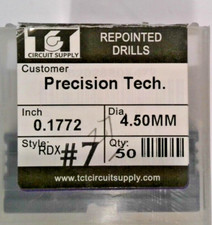 TCT
CIRCUIT SUPPLY
REPOINTED
DRILLS
Customer
Precision Tech.
Inch
Dia.
0.1772
4.50MM
Style:
Qty:
RDX
#7
50
www.tctcircuitsupply.com